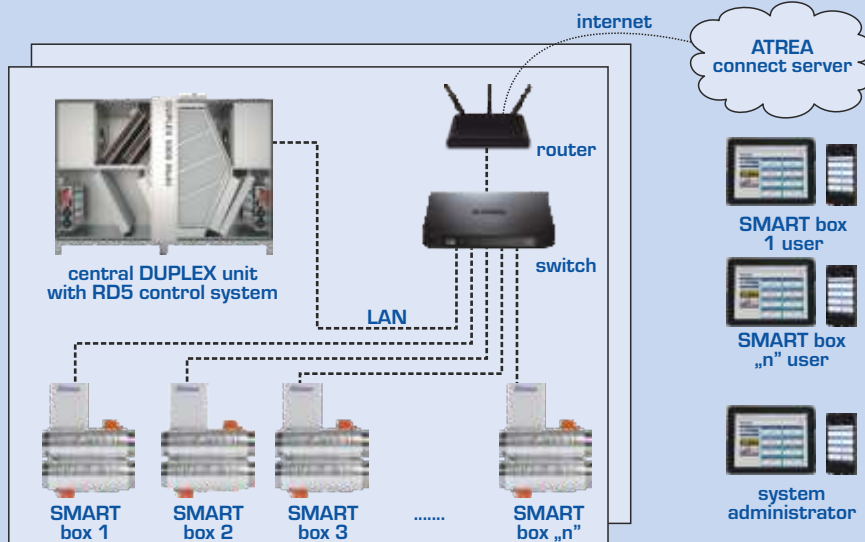 internet
ATREA
connect server
router
switch
central DUPLEX unit
with RD5 control system
LAN
SMART box
1 user
SMART box
„n” user
system
administrator
SMART
box 1
SMART
box 2
SMART
box 3
.......
SMART
box „n”